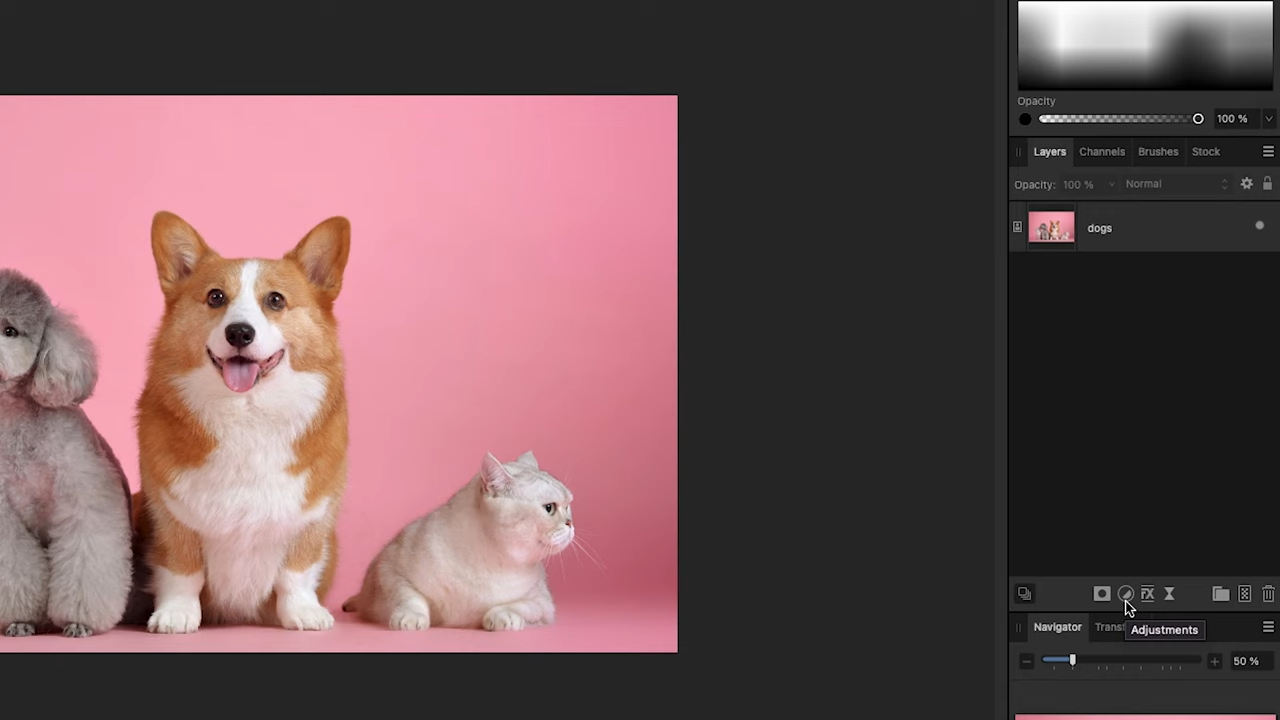 Opacity
100 %
Layers Channels Brushes Stock
Opacity: 100 % Normal
dogs
Navigator
Adjustments
50 %